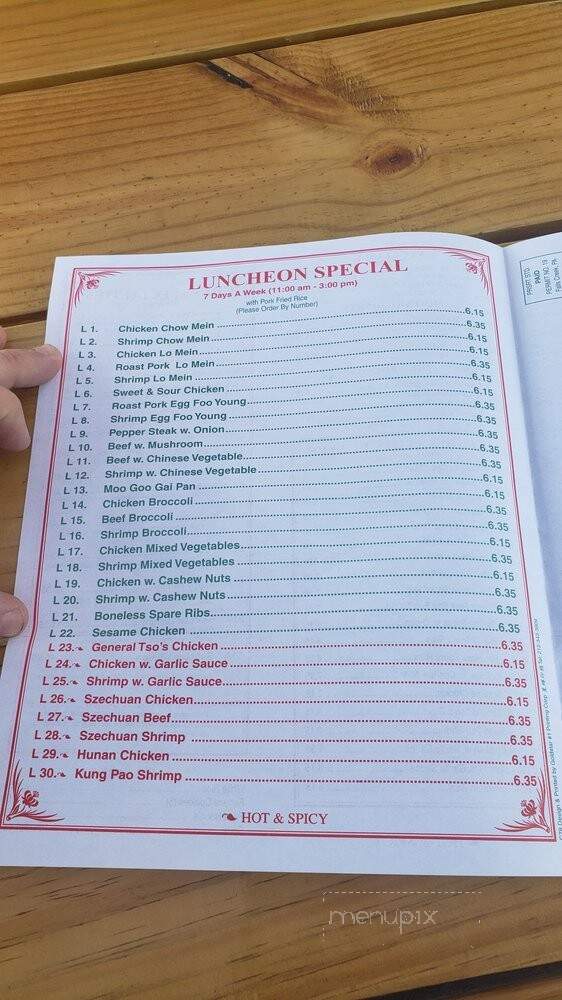 LUNCHEON SPECIAL
7 Days A Week (11:00 am - 3:00 pm)
with Pork Fried Rice
(Please Order By Number)
L 1. Chicken Chow Mein 6.15
L 2. Shrimp Chow Mein 6.35
L 3. Chicken Lo Mein 6.15
L 4. Roast Pork Lo Mein 6.15
L 5. Shrimp Lo Mein 6.35
L 6. Sweet & Sour Chicken 6.15
L 7. Roast Pork Egg Foo Young 6.15
L 8. Shrimp Egg Foo Young 6.35
L 9. Pepper Steak w. Onion 6.35
L 10. Beef w. Mushroom 6.35
L 11. Beef w. Chinese Vegetable 6.35
L 12. Shrimp w. Chinese Vegetable 6.35
L 13. Moo Goo Gai Pan 6.15
L 14. Chicken Broccoli 6.15
L 15. Beef Broccoli 6.35
L 16. Shrimp Broccoli 6.35
L 17. Chicken Mixed Vegetables 6.15
L 18. Shrimp Mixed Vegetables 6.35
L 19. Chicken w. Cashew Nuts 6.15
L 20. Shrimp w. Cashew Nuts 6.35
L 21. Boneless Spare Ribs 6.35
L 22. Sesame Chicken 6.35
L 23. General Tso's Chicken 6.35
L 24. Chicken w. Garlic Sauce 6.15
L 25. Shrimp w. Garlic Sauce 6.35
L 26. Szechuan Chicken 6.15
L 27. Szechuan Beef 6.35
L 28. Szechuan Shrimp 6.35
L 29. Hunan Chicken 6.15
L 30. Kung Pao Shrimp 6.35
HOT & SPICY
PRSRT STD
PAID
PERMIT NO. 19
Falls Creek, PA
menupix